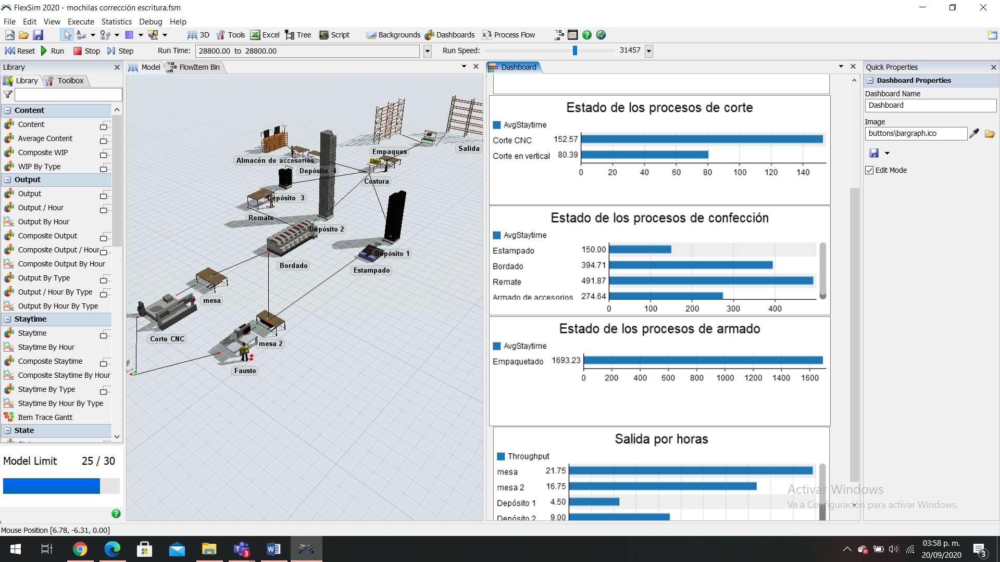 FlexSim 2020 - mochilas corrección escritura.fsm
File Edit View Execute Statistics Debug Help
3D Tools Excel Tree Script Backgrounds Dashboards Process Flow
Reset Run Stop Step Run Time: 28800.00 to 28800.00 Run Speed: 31457
Library
Library Toolbox
Content
Content
Average Content
Composite WIP
WIP By Type
Output
Output
Output / Hour
Output By Hour
Composite Output
Composite Output / Hour
Composite Output By Hour
Output By Type
Output / Hour By Type
Output By Hour By Type
Staytime
Staytime
Staytime By Hour
Composite Staytime
Composite Staytime By Hour
Staytime By Type
Staytime By Hour By Type
Item Trace Gantt
State
Model Limit 25 / 30
Mouse Position [6.78, -6.31, 0.00]
Model FlowItem Bin
Empaques
Salida
Almacén de accesorios
Depósito 4
Costura
Depósito 3
Remate
Depósito 2
Depósito 1
Bordado
Estampado
mesa
Corte CNC
mesa 2
Fausto
Dashboard
Estado de los procesos de corte
AvgStaytime
Corte CNC 152.57
Corte en vertical 80.39
0 20 40 60 80 100 120 140
Estado de los procesos de confección
AvgStaytime
Estampado 150.00
Bordado 394.71
Remate 491.87
Armado de accesorios 274.64
0 100 200 300 400
Estado de los procesos de armado
AvgStaytime
Empaquetado 1693.23
0 200 400 600 800 1000 1200 1400 1600
Salida por horas
Throughput
mesa 21.75
mesa 2 16.75
Depósito 1 4.50
Depósito 2 9.00
Quick Properties
Dashboard Properties
Dashboard Name
Dashboard
Image
buttons\bargraph.ico
Edit Mode
Activar Windows
Ve a Configuración para activar Windows.
3
03:58 p. m.
20/09/2020
3